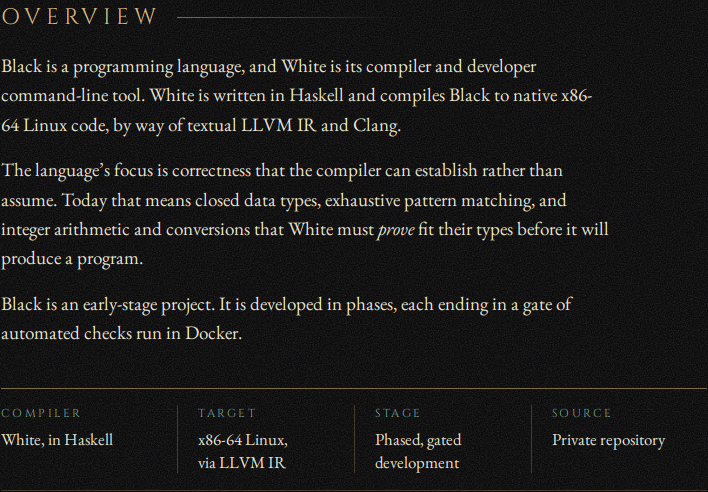 OVERVIEW
Black is a programming language, and White is its compiler and developer
command-line tool. White is written in Haskell and compiles Black to native x86-
64 Linux code, by way of textual LLVM IR and Clang.
The language’s focus is correctness that the compiler can establish rather than
assume. Today that means closed data types, exhaustive pattern matching, and
integer arithmetic and conversions that White must prove fit their types before it will
produce a program.
Black is an early-stage project. It is developed in phases, each ending in a gate of
automated checks run in Docker.
COMPILER
White, in Haskell
TARGET
x86-64 Linux,
via LLVM IR
STAGE
Phased, gated
development
SOURCE
Private repository